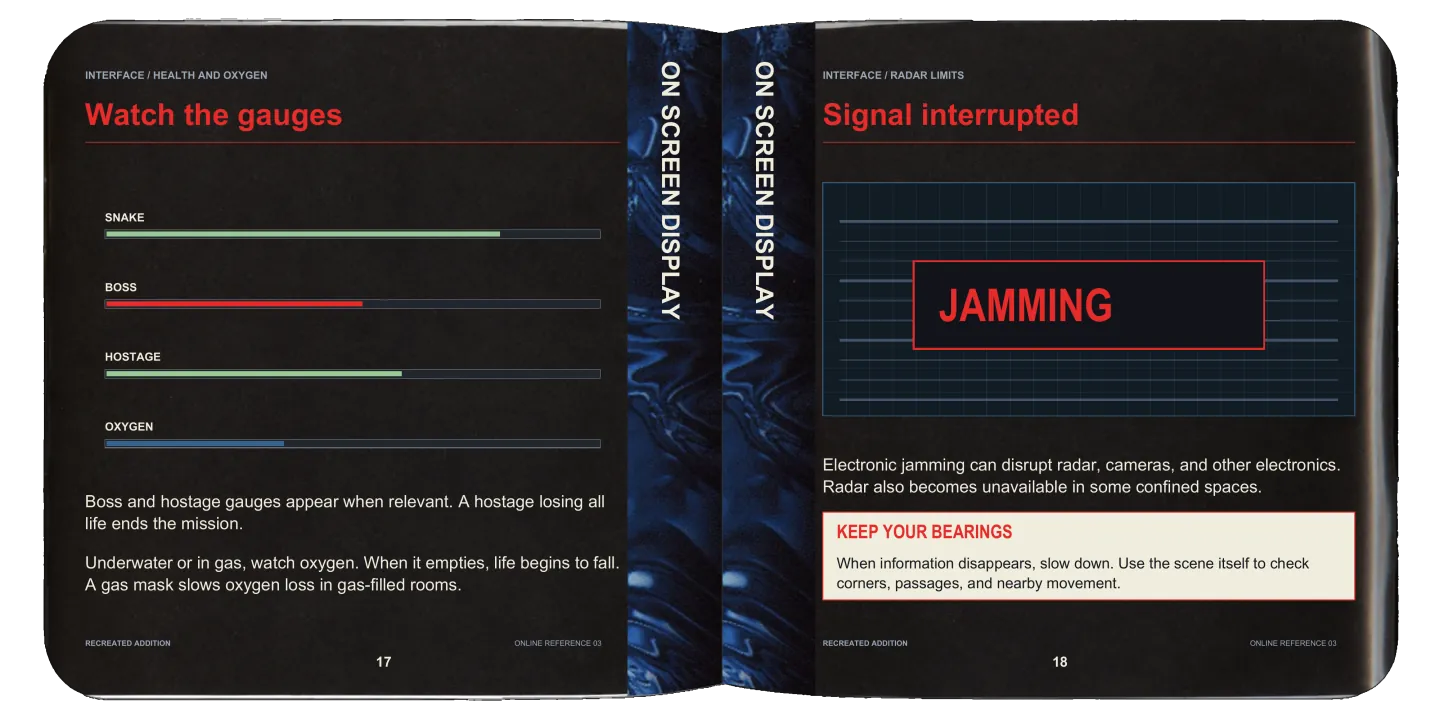 INTERFACE / HEALTH AND OXYGEN
Watch the gauges
SNAKE
BOSS
HOSTAGE
OXYGEN
Boss and hostage gauges appear when relevant. A hostage losing all
life ends the mission.
Underwater or in gas, watch oxygen. When it empties, life begins to fall.
A gas mask slows oxygen loss in gas-filled rooms.
RECREATED ADDITION
ONLINE REFERENCE 03
17
ON SCREEN DISPLAY
ON SCREEN DISPLAY
INTERFACE / RADAR LIMITS
Signal interrupted
JAMMING
Electronic jamming can disrupt radar, cameras, and other electronics.
Radar also becomes unavailable in some confined spaces.
KEEP YOUR BEARINGS
When information disappears, slow down. Use the scene itself to check
corners, passages, and nearby movement.
RECREATED ADDITION
ONLINE REFERENCE 03
18